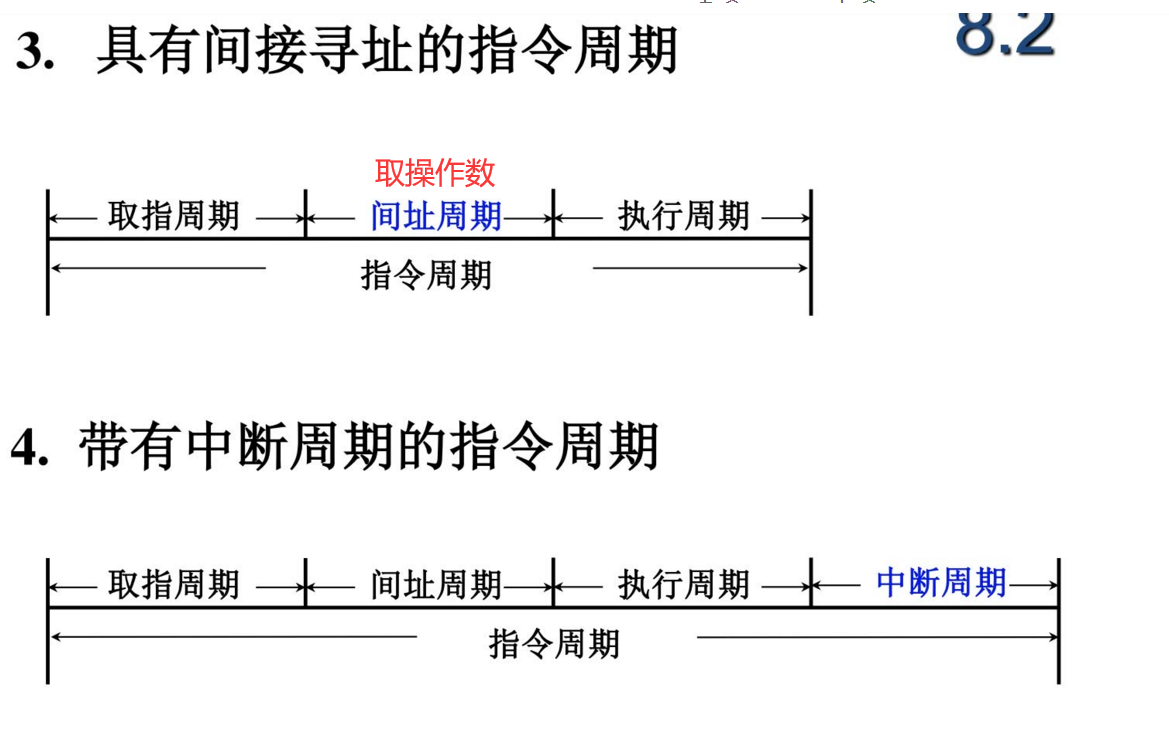 3. 具有间接寻址的指令周期
8.2
取操作数
取指周期 间址周期 执行周期
指令周期
4. 带有中断周期的指令周期
取指周期 间址周期 执行周期 中断周期
指令周期